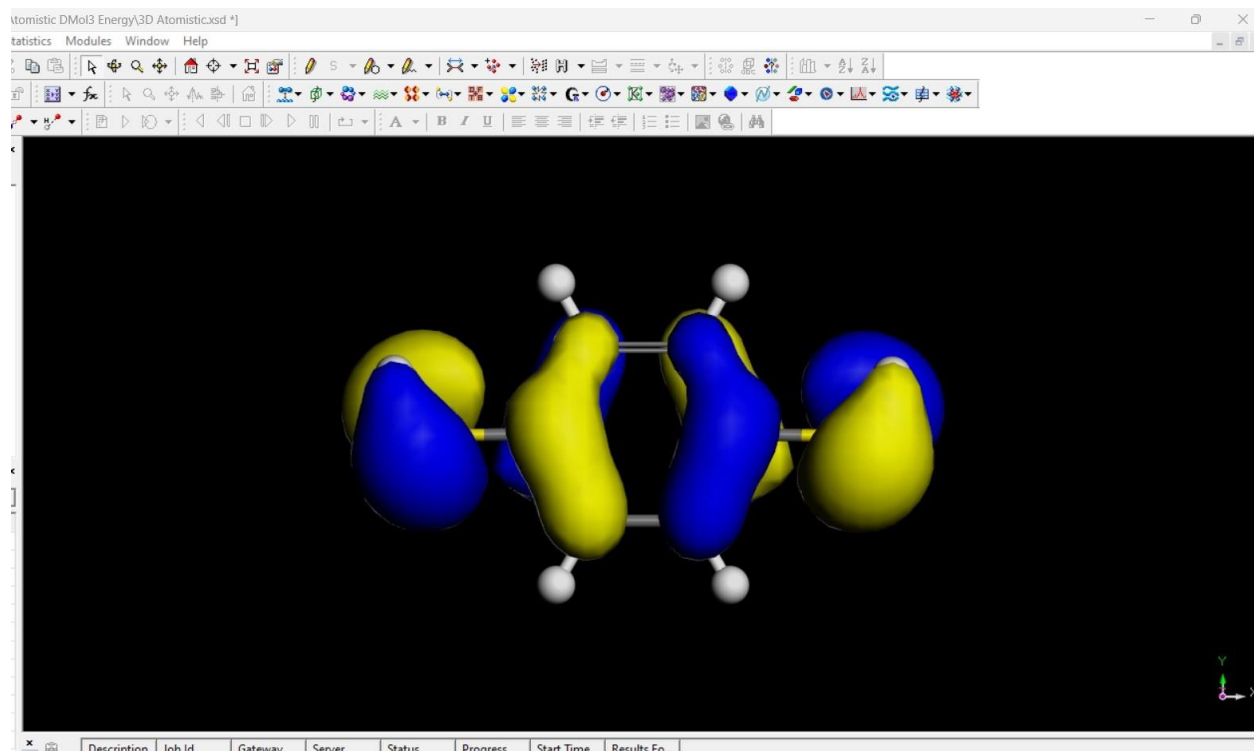 tomistic DMol3 Energy\3D Atomistic.xsd *]
tatistics Modules Window Help
A B I U
Y
X
Description Job Id Gateway Server Status Progress Start Time Results Fo